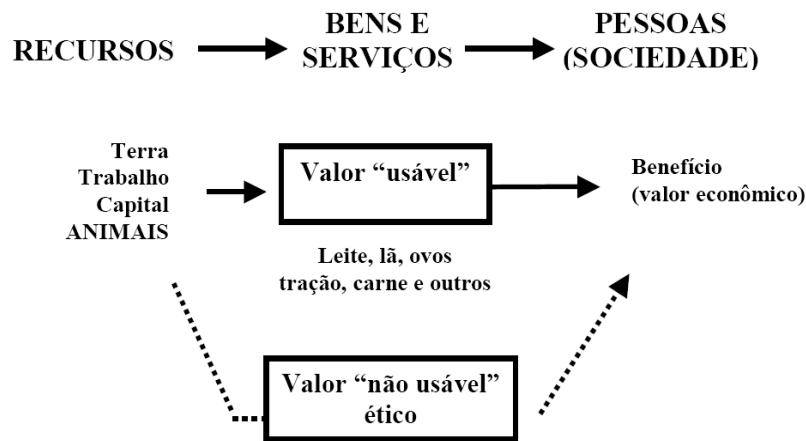 RECURSOS
BENS E
SERVIÇOS
PESSOAS
(SOCIEDADE)
Terra
Trabalho
Capital
ANIMAIS
Valor “usável”
Benefício
(valor econômico)
Leite, lã, ovos
tração, carne e outros
Valor “não usável”
ético